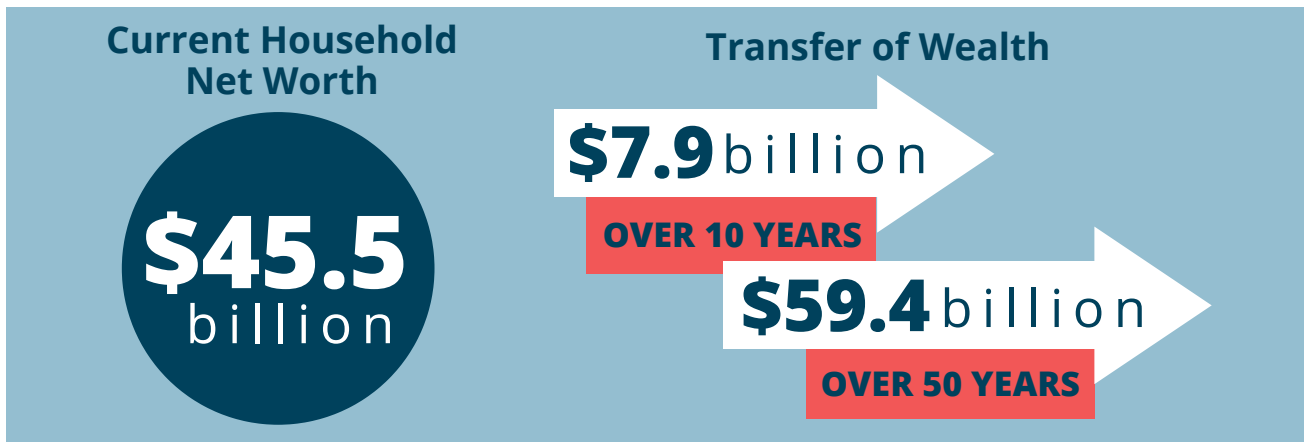 Current Household
Net Worth
$45.5
billion
Transfer of Wealth
$7.9 billion
OVER 10 YEARS
$59.4 billion
OVER 50 YEARS